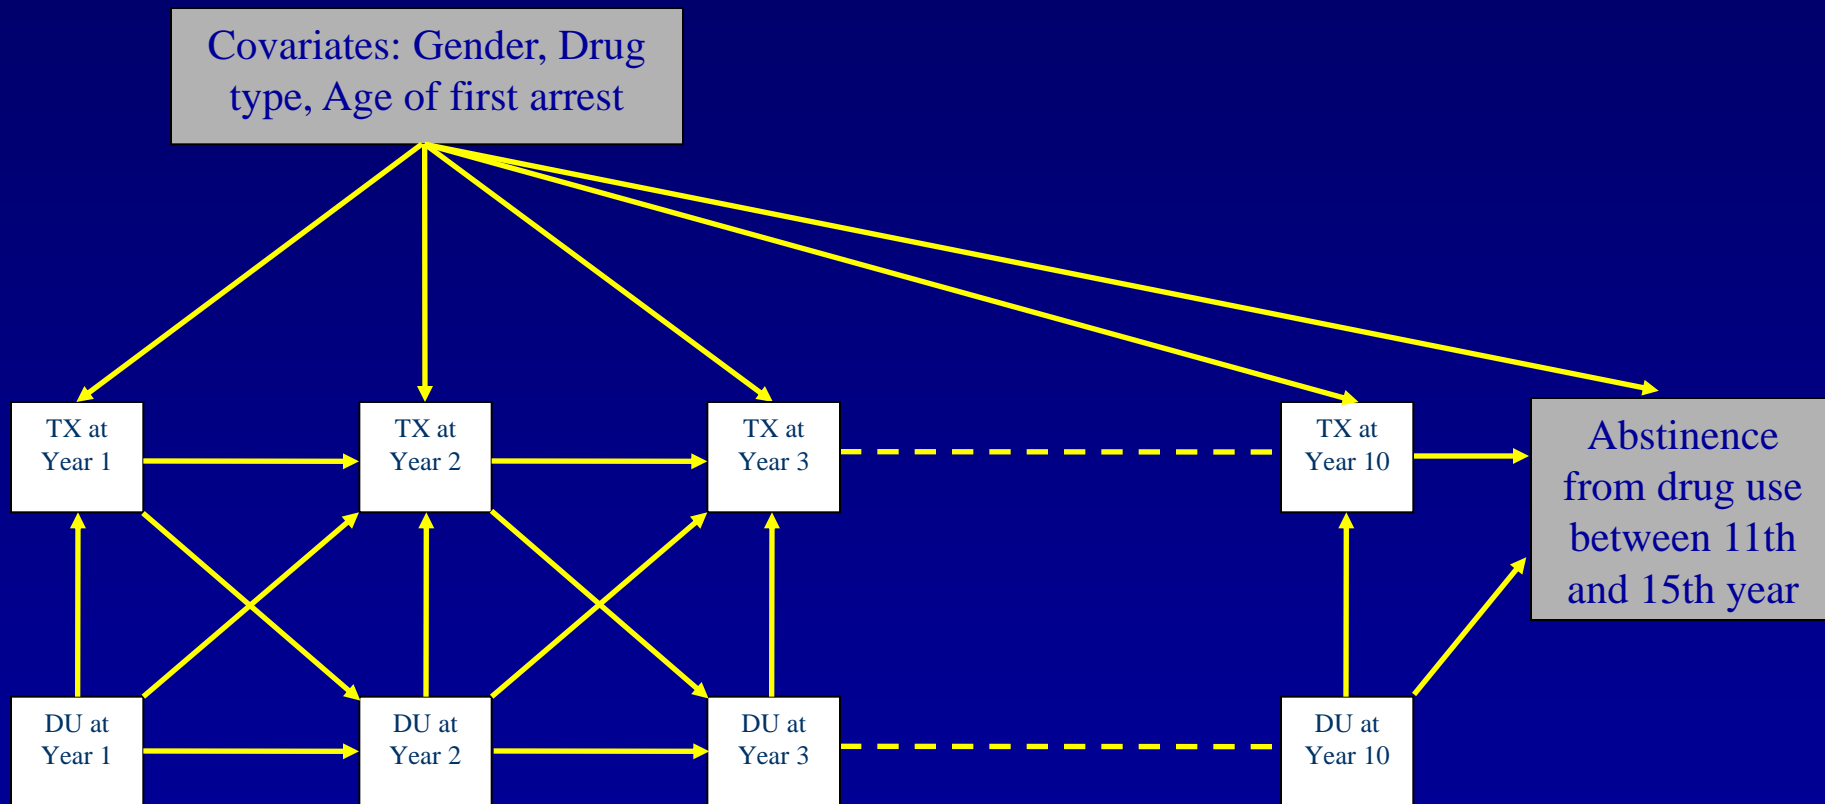 Covariates: Gender, Drug
type, Age of first arrest
TX at
Year 1
TX at
Year 2
TX at
Year 3
TX at
Year 10
Abstinence
from drug use
between 11th
and 15th year
DU at
Year 1
DU at
Year 2
DU at
Year 3
DU at
Year 10